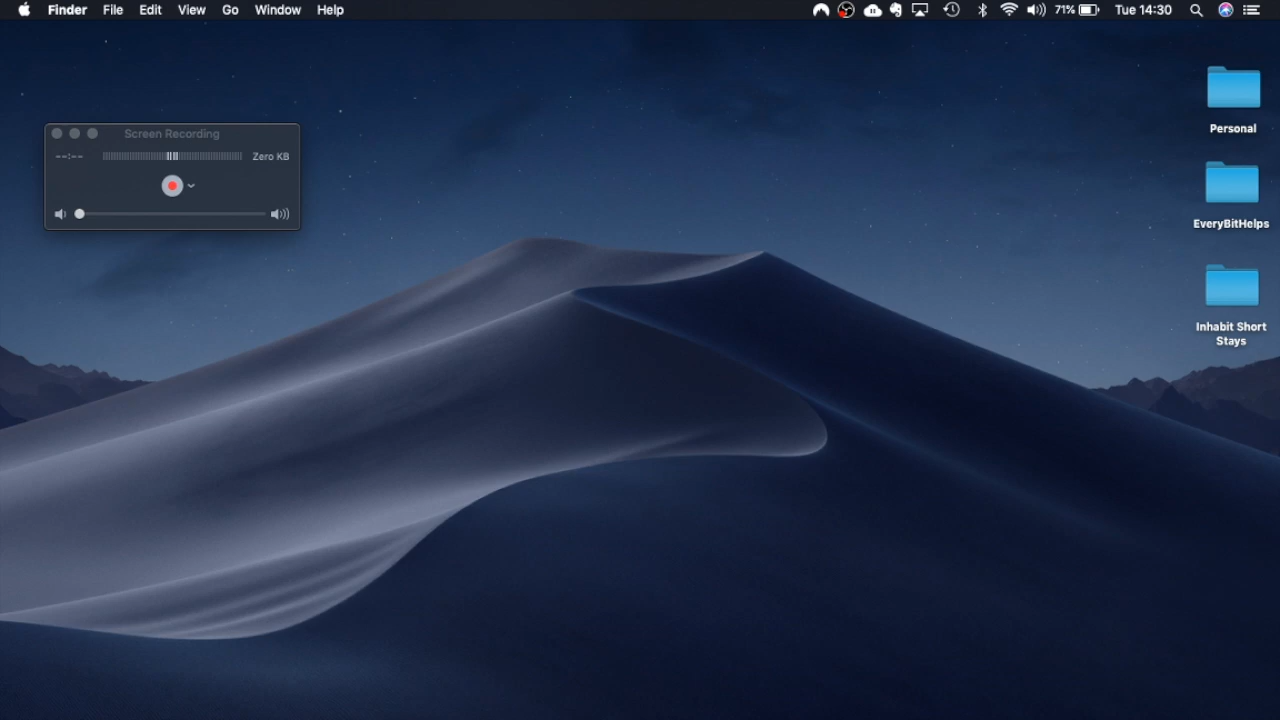 Finder File Edit View Go Window Help 71% Tue 14:30
Screen Recording
--:-- Zero KB
Personal
EveryBitHelps
Inhabit Short
Stays